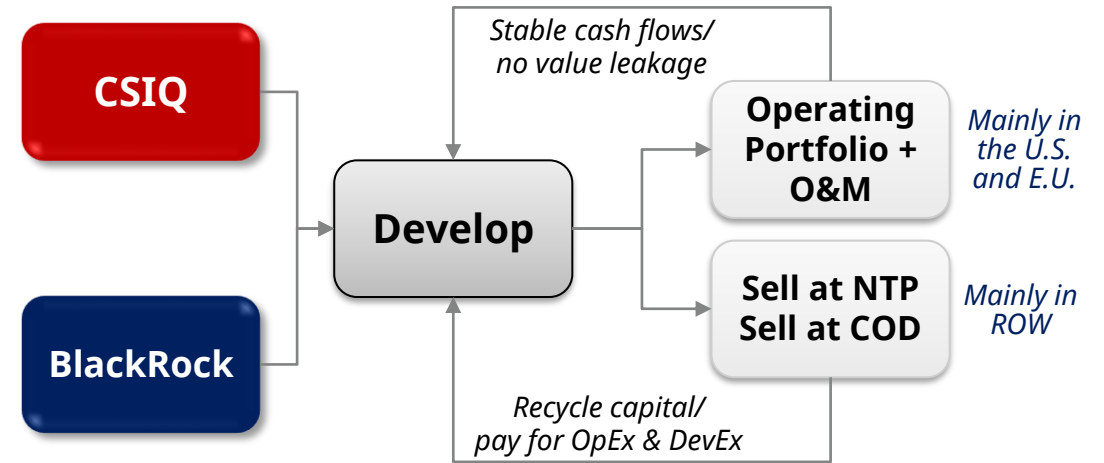 CSIQ
BlackRock
Develop
Stable cash flows/
no value leakage
Operating
Portfolio +
O&M
Mainly in
the U.S.
and E.U.
Sell at NTP
Sell at COD
Mainly in
ROW
Recycle capital/
pay for OpEx & DevEx